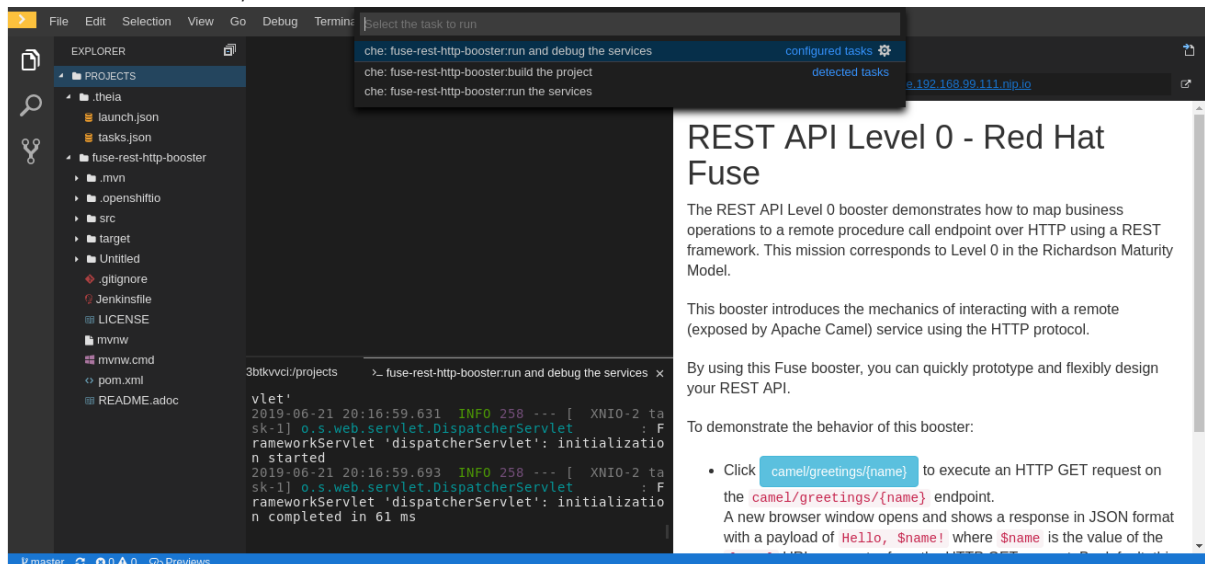 File Edit Selection View Go Debug Termina
Select the task to run
che: fuse-rest-http-booster:run and debug the services configured tasks
che: fuse-rest-http-booster:build the project detected tasks
che: fuse-rest-http-booster:run the services
EXPLORER
PROJECTS
.theia
launch.json
tasks.json
fuse-rest-http-booster
.mvn
.openshiftio
src
target
Untitled
.gitignore
Jenkinsfile
LICENSE
mvnw
mvnw.cmd
pom.xml
README.adoc
3btkvvci:/projects >_ fuse-rest-http-booster:run and debug the services ×
vlet'
2019-06-21 20:16:59.631 INFO 258 --- [ XNIO-2 ta
sk-1] o.s.web.servlet.DispatcherServlet : F
rameworkServlet 'dispatcherServlet': initializatio
n started
2019-06-21 20:16:59.693 INFO 258 --- [ XNIO-2 ta
sk-1] o.s.web.servlet.DispatcherServlet : F
rameworkServlet 'dispatcherServlet': initializatio
n completed in 61 ms
e.192.168.99.111.nip.io
REST API Level 0 - Red Hat
Fuse
The REST API Level 0 booster demonstrates how to map business
operations to a remote procedure call endpoint over HTTP using a REST
framework. This mission corresponds to Level 0 in the Richardson Maturity
Model.
This booster introduces the mechanics of interacting with a remote
(exposed by Apache Camel) service using the HTTP protocol.
By using this Fuse booster, you can quickly prototype and flexibly design
your REST API.
To demonstrate the behavior of this booster:
• Click camel/greetings/{name} to execute an HTTP GET request on
the camel/greetings/{name} endpoint.
A new browser window opens and shows a response in JSON format
with a payload of Hello, $name! where $name is the value of the
master 0 0 Previews